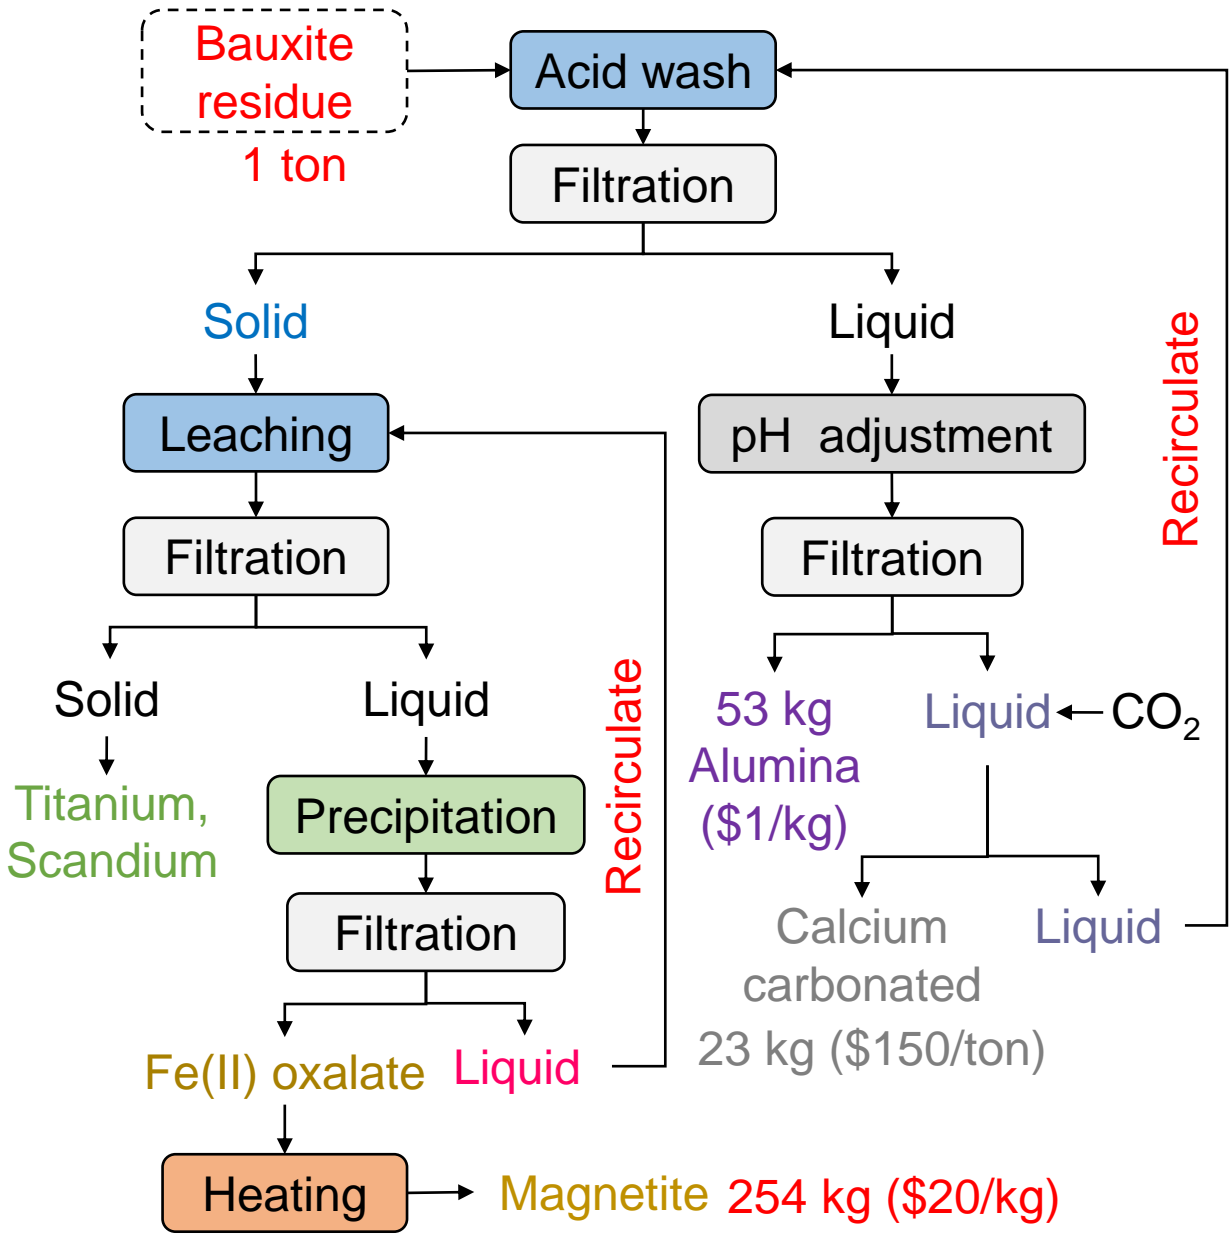 Bauxite
residue
1 ton
Acid wash
Filtration
Solid
Liquid
Leaching
pH adjustment
Recirculate
Filtration
Filtration
Solid
Liquid
Recirculate
53 kg
Alumina
($1/kg)
Liquid
CO₂
Titanium,
Scandium
Precipitation
Filtration
Calcium
carbonated
23 kg ($150/ton)
Liquid
Fe(II) oxalate
Liquid
Heating
Magnetite 254 kg ($20/kg)